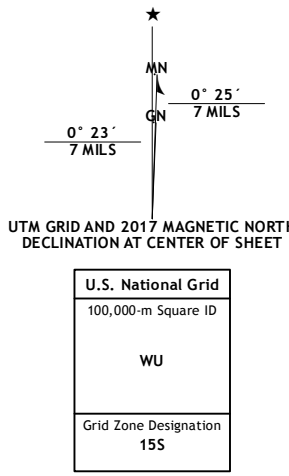 ★
MN
0° 25´
7 MILS
GN
0° 23´
7 MILS
UTM GRID AND 2017 MAGNETIC NORTH
DECLINATION AT CENTER OF SHEET
U.S. National Grid
100,000-m Square ID
WU
Grid Zone Designation
15S